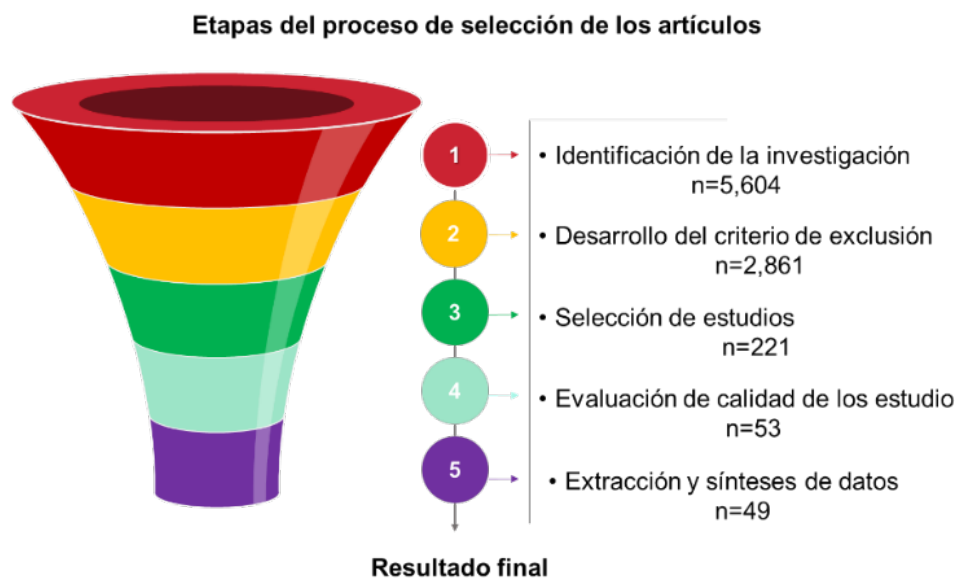 Etapas del proceso de selección de los artículos
1
• Identificación de la investigación
n=5,604
2
• Desarrollo del criterio de exclusión
n=2,861
3
• Selección de estudios
n=221
4
• Evaluación de calidad de los estudio
n=53
5
• Extracción y sínteses de datos
n=49
Resultado final